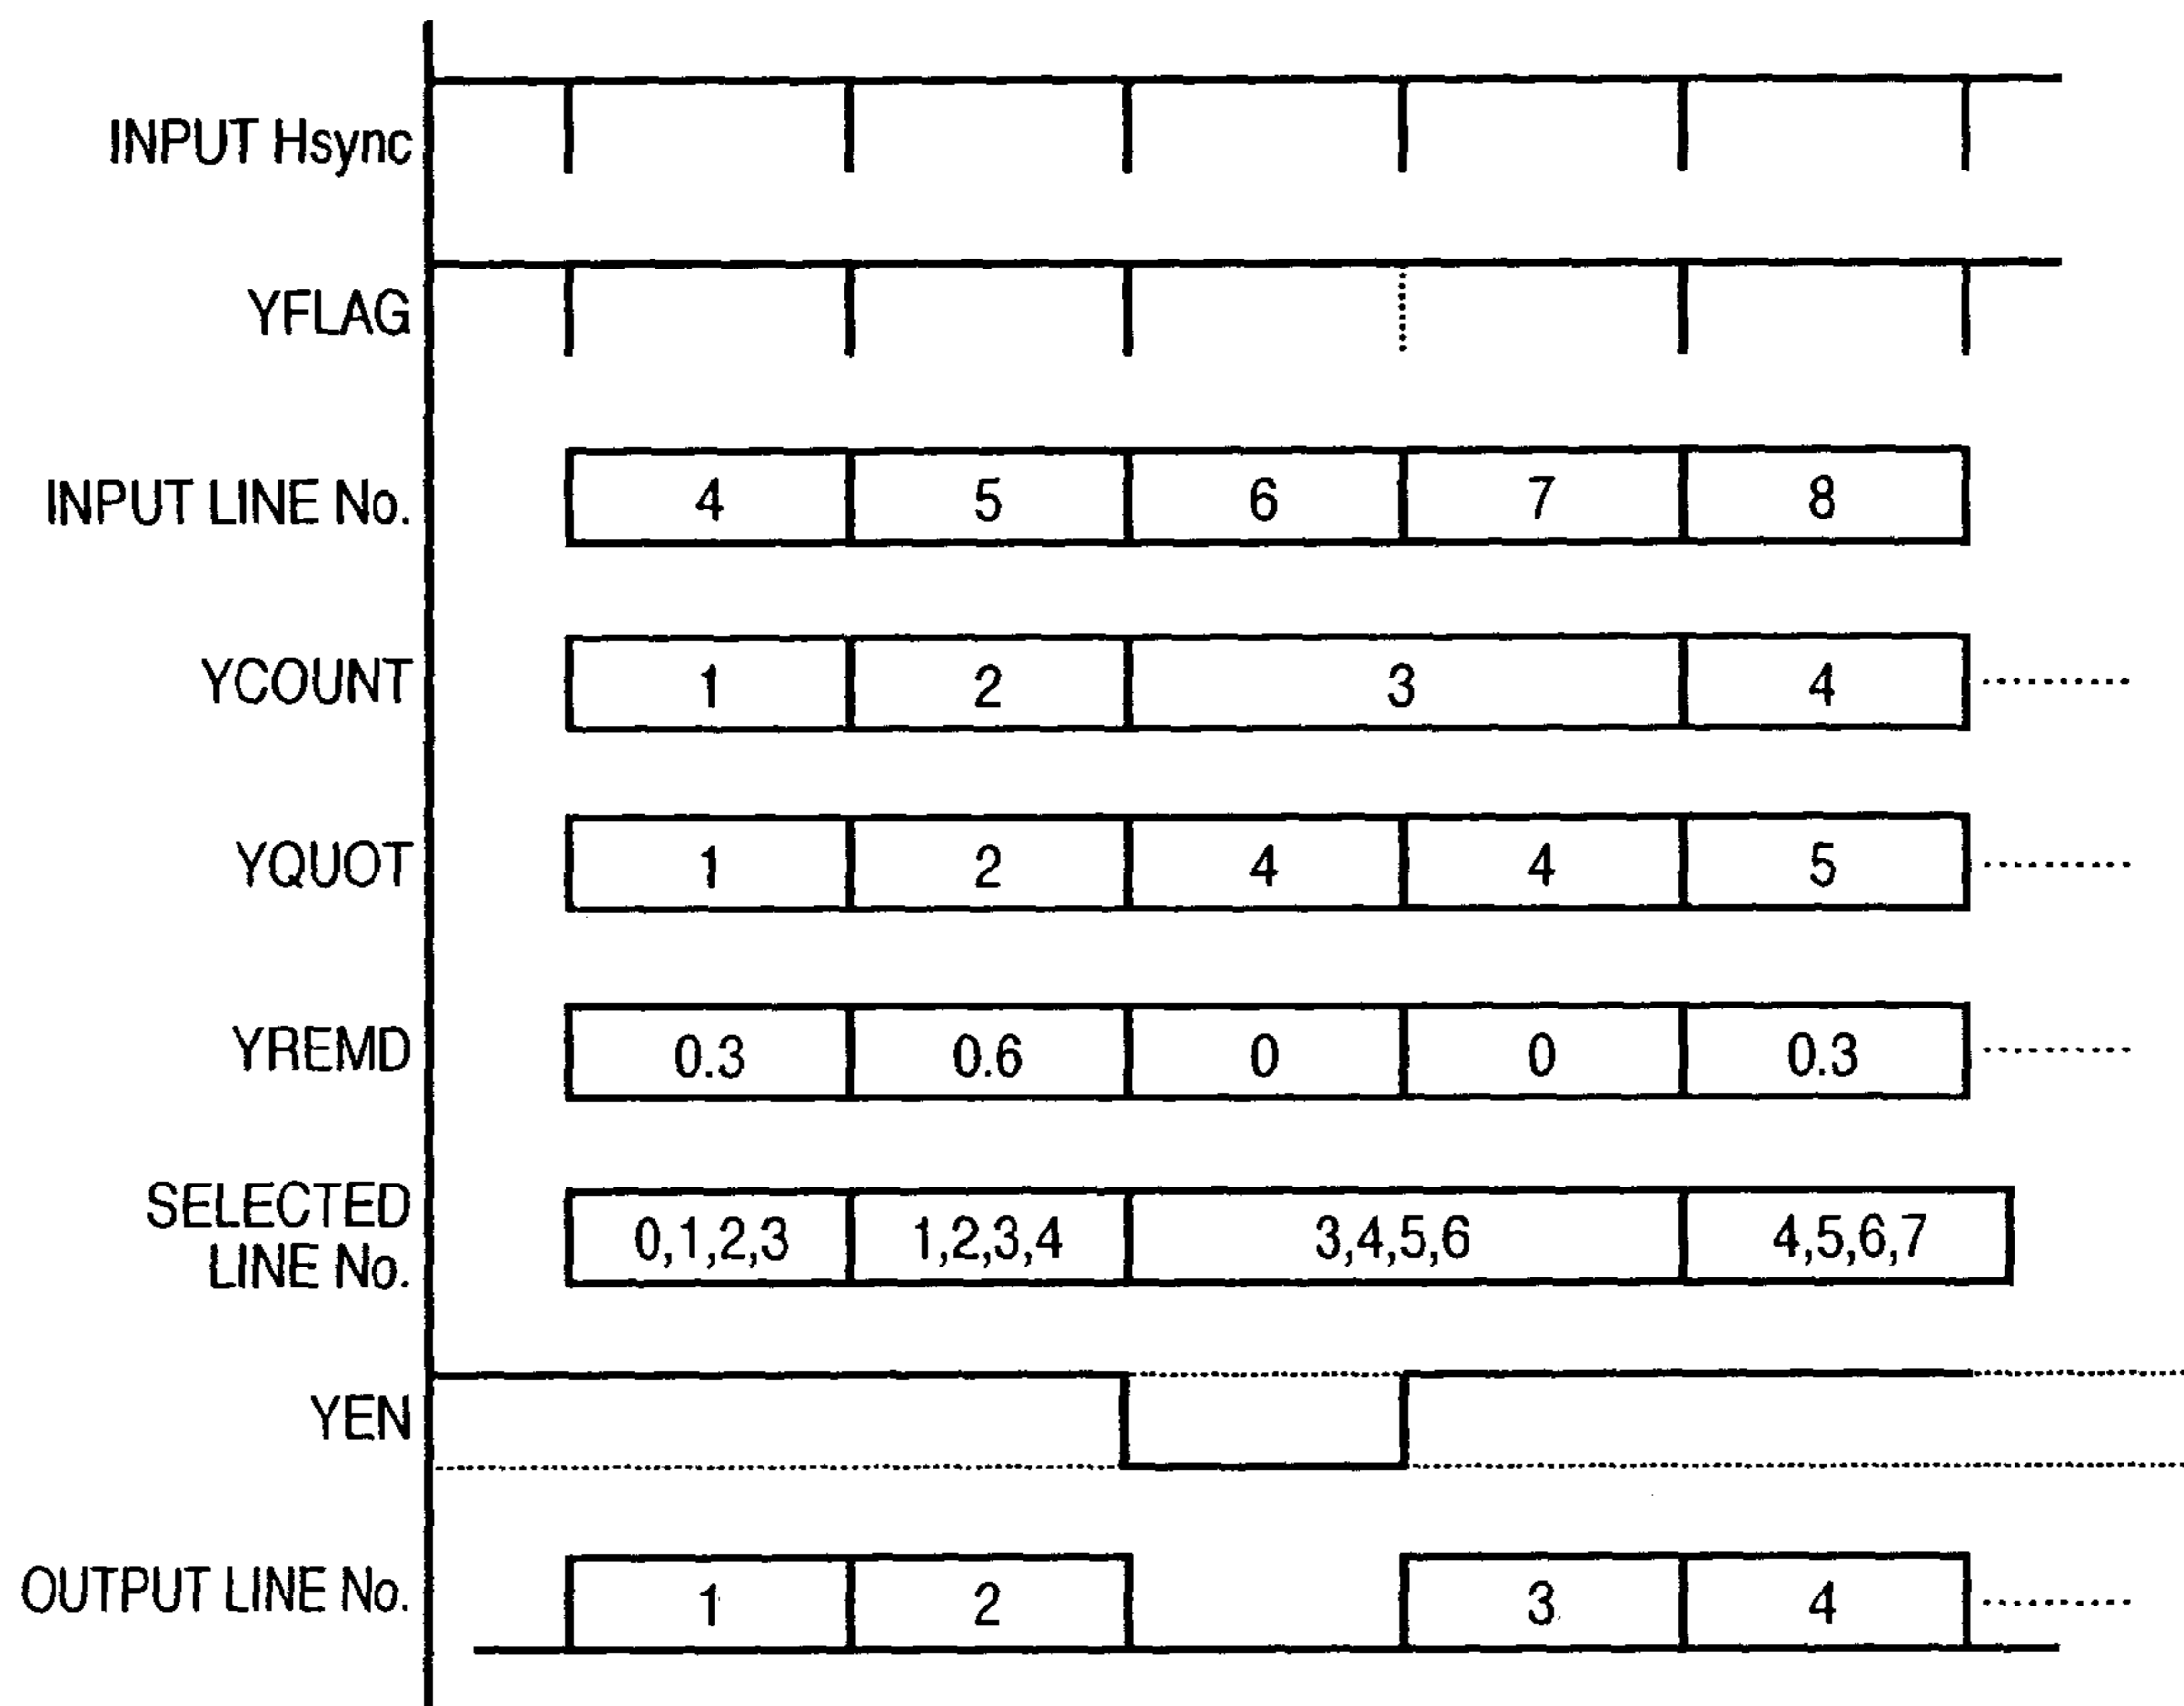 INPUT Hsync
YFLAG
INPUT LINE No. 4 5 6 7 8
YCOUNT 1 2 3 4
YQUOT 1 2 4 4 5
YREMD 0.3 0.6 0 0 0.3
SELECTED
LINE No. 0,1,2,3 1,2,3,4 3,4,5,6 4,5,6,7
YEN
OUTPUT LINE No. 1 2 3 4